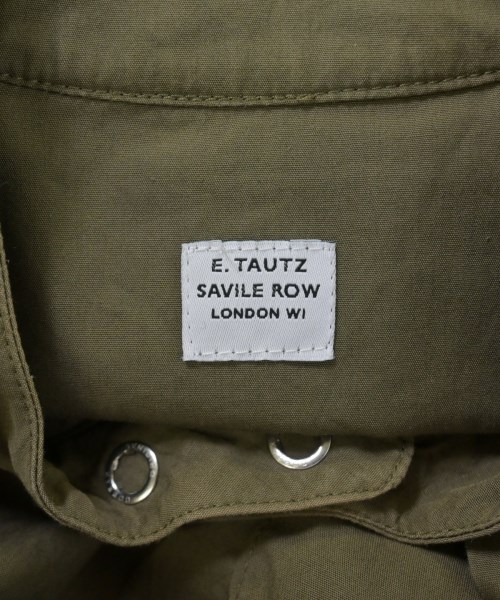 E. TAUTZ
SAVILE ROW
LONDON W1